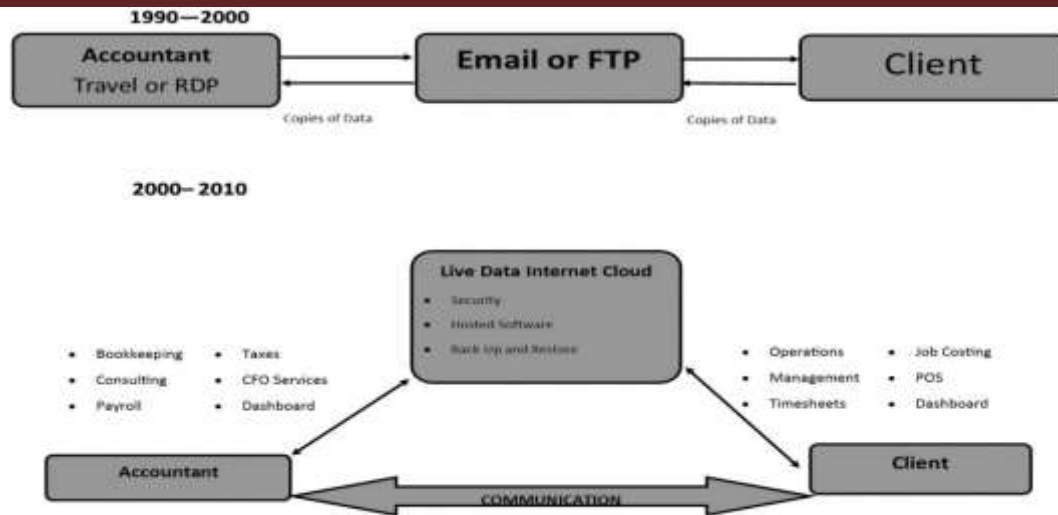 1990—2000
Accountant
Travel or RDP
Email or FTP
Client
Copies of Data
Copies of Data
2000— 2010
Live Data Internet Cloud
• Security
• Hosted Software
• Back Up and Restore
• Bookkeeping • Taxes
• Consulting • CFO Services
• Payroll • Dashboard
• Operations • Job Costing
• Management • POS
• Timesheets • Dashboard
Accountant
Client
COMMUNICATION